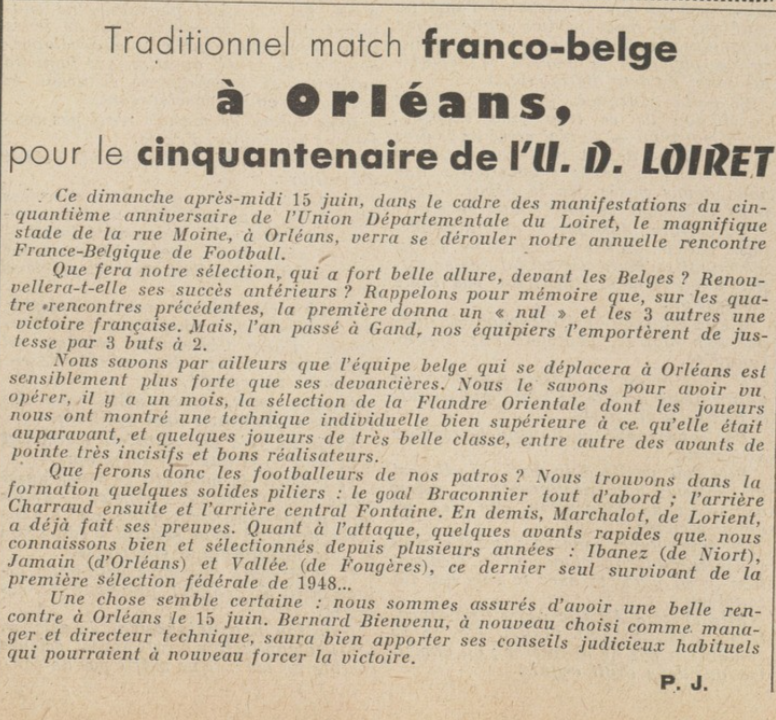 Traditionnel match franco-belge
à Orléans,
pour le cinquantenaire de l'U. D. LOIRET
Ce dimanche après-midi 15 juin, dans le cadre des manifestations du cin-
quantième anniversaire de l'Union Départementale du Loiret, le magnifique
stade de la rue Moine, à Orléans, verra se dérouler notre annuelle rencontre
France-Belgique de Football.
Que fera notre sélection, qui a fort belle allure, devant les Belges ? Renou-
vellera-t-elle ses succès antérieurs ? Rappelons pour mémoire que, sur les qua-
tre rencontres précédentes, la première donna un « nul » et les 3 autres une
victoire française. Mais, l'an passé à Gand, nos équipiers l'emportèrent de jus-
tesse par 3 buts à 2.
Nous savons par ailleurs que l'équipe belge qui se déplacera à Orléans est
sensiblement plus forte que ses devancières. Nous le savons pour avoir vu
opérer, il y a un mois, la sélection de la Flandre Orientale dont les joueurs
nous ont montré une technique individuelle bien supérieure à ce qu'elle était
auparavant, et quelques joueurs de très belle classe, entre autre des avants de
pointe très incisifs et bons réalisateurs.
Que ferons donc les footballeurs de nos patros ? Nous trouvons dans la
formation quelques solides piliers : le goal Braconnier tout d'abord ; l'arrière
Charraud ensuite et l'arrière central Fontaine. En demis, Marchalot, de Lorient,
a déjà fait ses preuves. Quant à l'attaque, quelques avants rapides que nous
connaissons bien et sélectionnés depuis plusieurs années : Ibanez (de Niort),
Jamain (d'Orléans) et Vallée (de Fougères), ce dernier seul survivant de la
première sélection fédérale de 1948...
Une chose semble certaine : nous sommes assurés d'avoir une belle ren-
contre à Orléans le 15 juin. Bernard Bienvenu, à nouveau choisi comme mana-
ger et directeur technique, saura bien apporter ses conseils judicieux habituels
qui pourraient à nouveau forcer la victoire.
P. J.